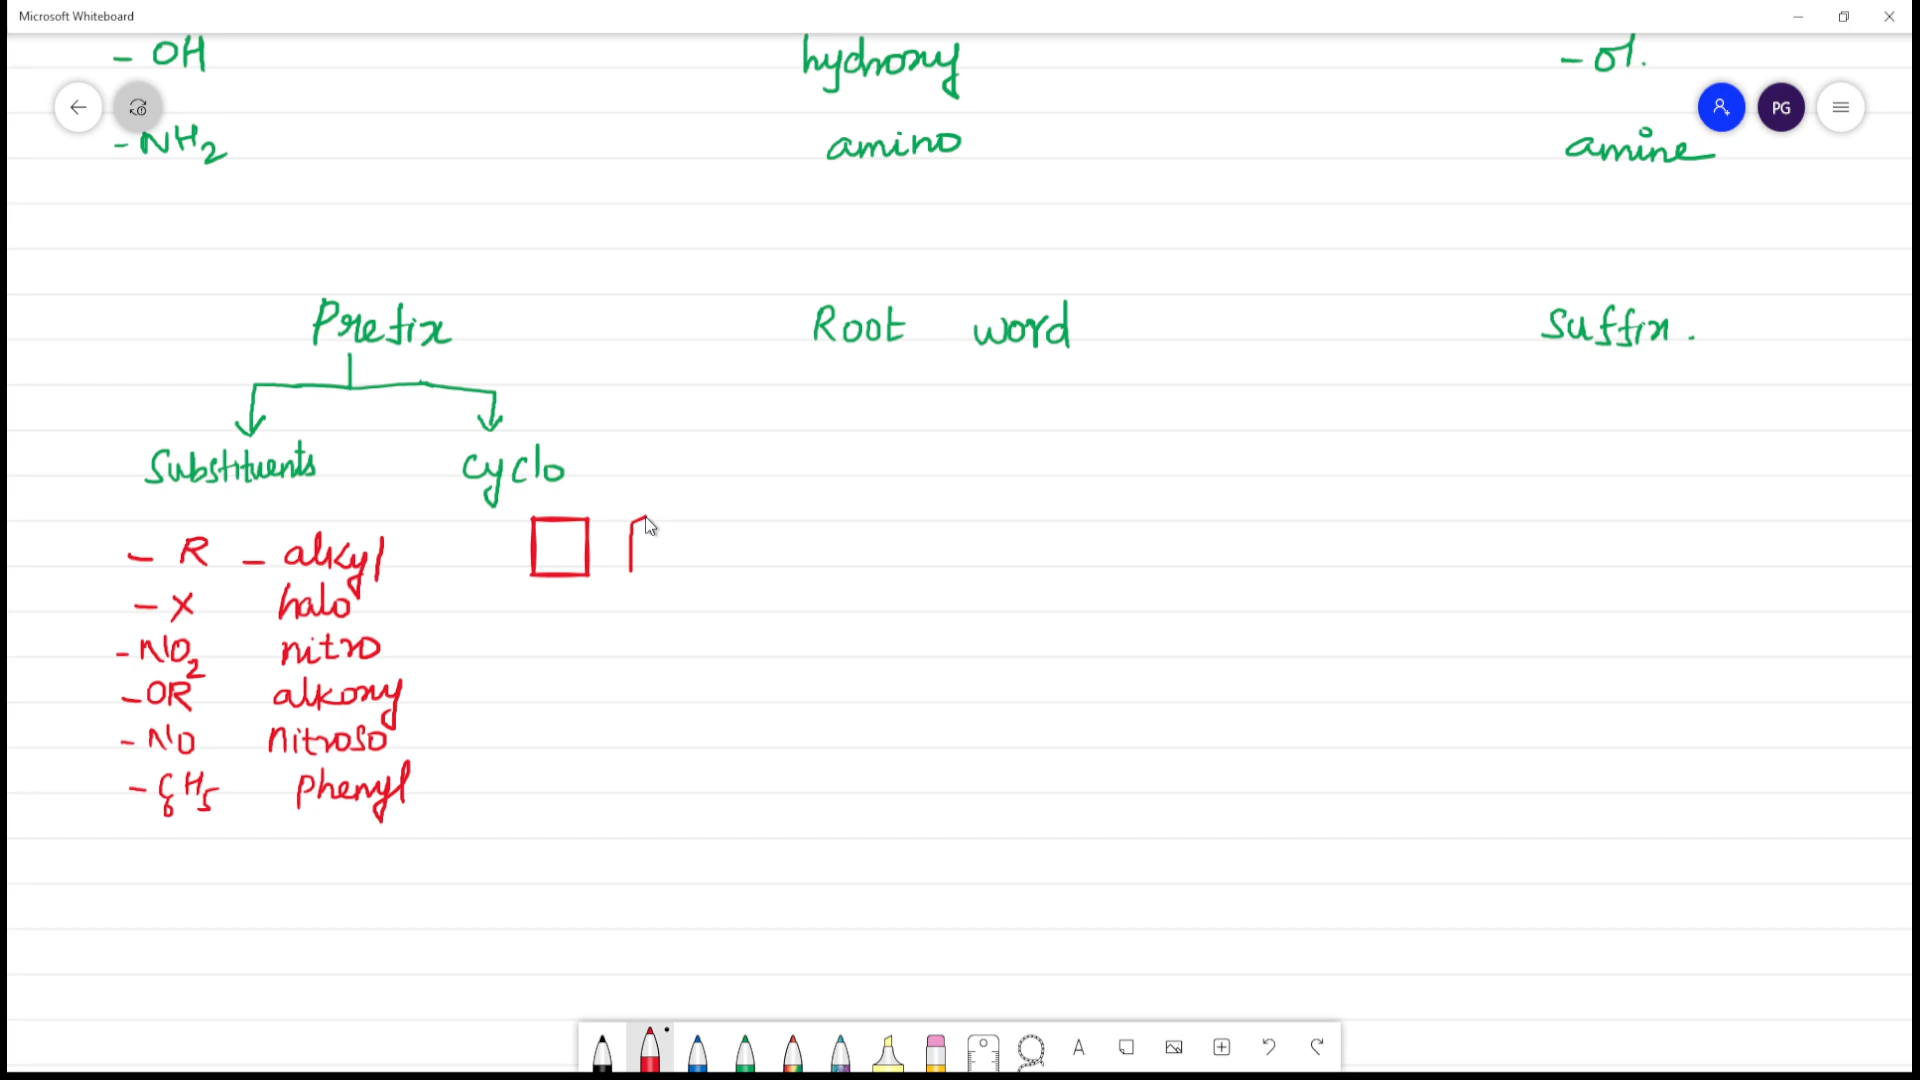 Microsoft Whiteboard
- OH hydroxy - ol.
PG
- NH2 amino amine
Prefix Root word Suffix.
Substituents cyclo
- R - alkyl
- X halo
- NO2 nitro
- OR alkoxy
- NO nitroso
- C6H5 Phenyl
A